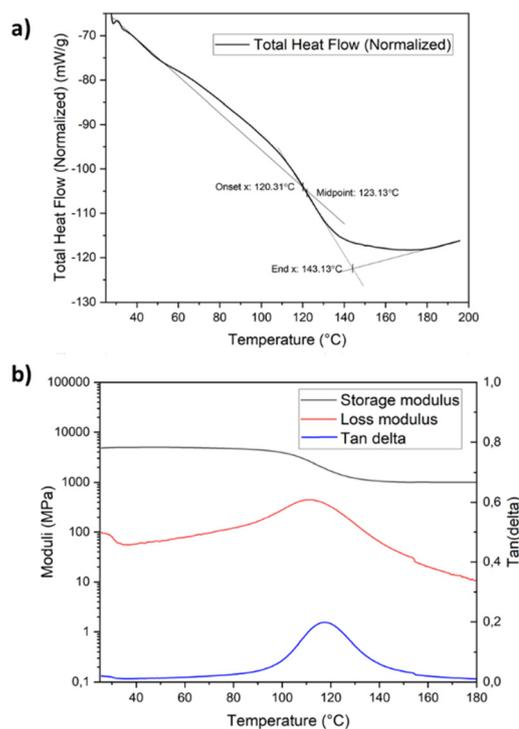 a)
Total Heat Flow (Normalized)
Total Heat Flow (Normalized) (mW/g)
-70
-80
-90
-100
-110
-120
-130
Onset x: 120.31°C
Midpoint: 123.13°C
End x: 143.13°C
40 60 80 100 120 140 160 180 200
Temperature (°C)
b)
Storage modulus
Loss modulus
Tan delta
Moduli (MPa)
100000
10000
1000
100
10
1
0,1
1,0
0,8
0,6
0,4
0,2
0,0
Tan(delta)
40 60 80 100 120 140 160 180
Temperature (°C)